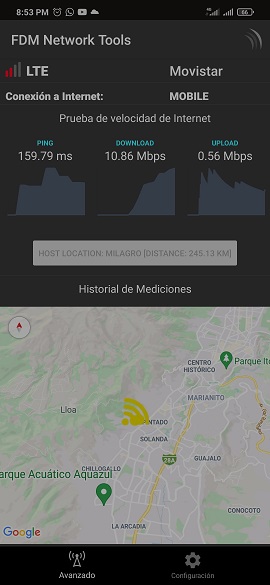 8:53 PM
66
FDM Network Tools
LTE
Movistar
Conexión a Internet:
MOBILE
Prueba de velocidad de Internet
PING
DOWNLOAD
UPLOAD
159.79 ms
10.86 Mbps
0.56 Mbps
HOST LOCATION: MILAGRO [DISTANCE: 245.13 KM]
Historial de Mediciones
CENTRO
HISTÓRICO
Parque It
MARIANITO
Lloa
NTADO
SOLANDA
28A
GUAJALO
CHILLOGALLO
Parque Acuático Aquazul
CONOCOTO
LA ARCADIA
Google
Avanzado
Configuración